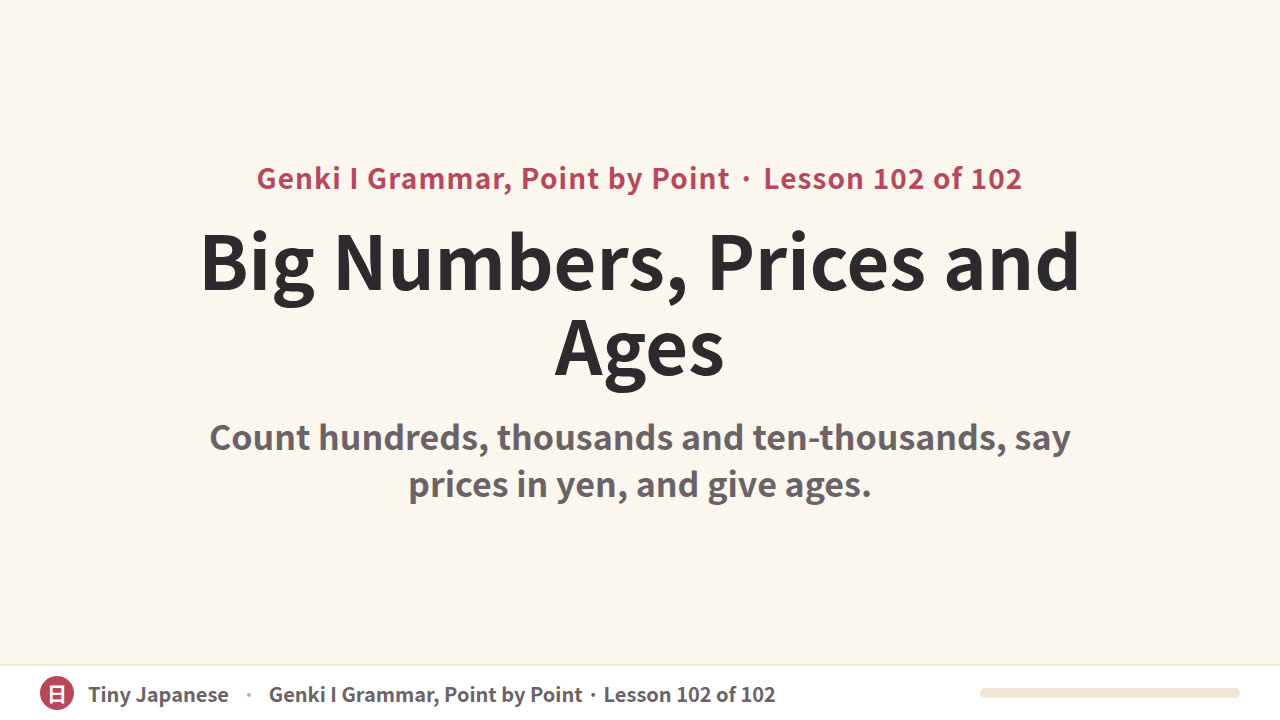 Genki I Grammar, Point by Point · Lesson 102 of 102
Big Numbers, Prices and
Ages
Count hundreds, thousands and ten-thousands, say
prices in yen, and give ages.
日 Tiny Japanese · Genki I Grammar, Point by Point · Lesson 102 of 102